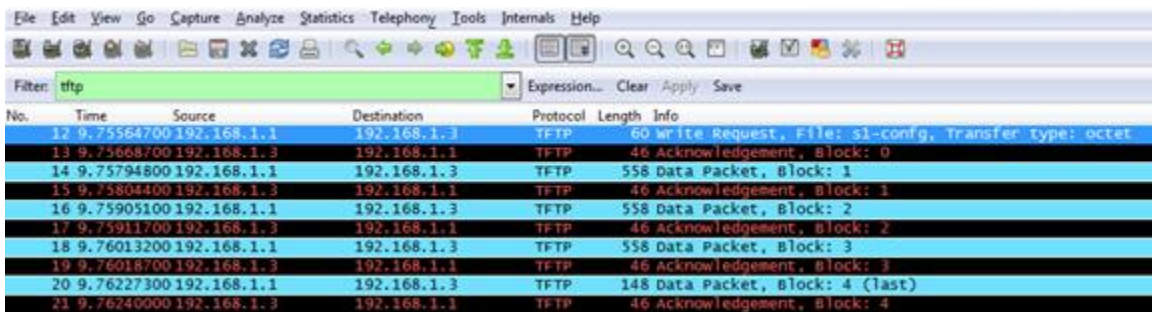 File Edit View Go Capture Analyze Statistics Telephony Tools Internals Help
Filter: tftp Expression... Clear Apply Save
No. Time Source Destination Protocol Length Info
12 9.75564700 192.168.1.1 192.168.1.3 TFTP 60 Write Request, File: s1-confg, Transfer type: octet
13 9.75668700 192.168.1.3 192.168.1.1 TFTP 46 Acknowledgement, Block: 0
14 9.75794800 192.168.1.1 192.168.1.3 TFTP 558 Data Packet, Block: 1
15 9.75804400 192.168.1.3 192.168.1.1 TFTP 46 Acknowledgement, Block: 1
16 9.75905100 192.168.1.1 192.168.1.3 TFTP 558 Data Packet, Block: 2
17 9.75911700 192.168.1.3 192.168.1.1 TFTP 46 Acknowledgement, Block: 2
18 9.76013200 192.168.1.1 192.168.1.3 TFTP 558 Data Packet, Block: 3
19 9.76018700 192.168.1.3 192.168.1.1 TFTP 46 Acknowledgement, Block: 3
20 9.76227300 192.168.1.1 192.168.1.3 TFTP 148 Data Packet, Block: 4 (last)
21 9.76240000 192.168.1.3 192.168.1.1 TFTP 46 Acknowledgement, Block: 4